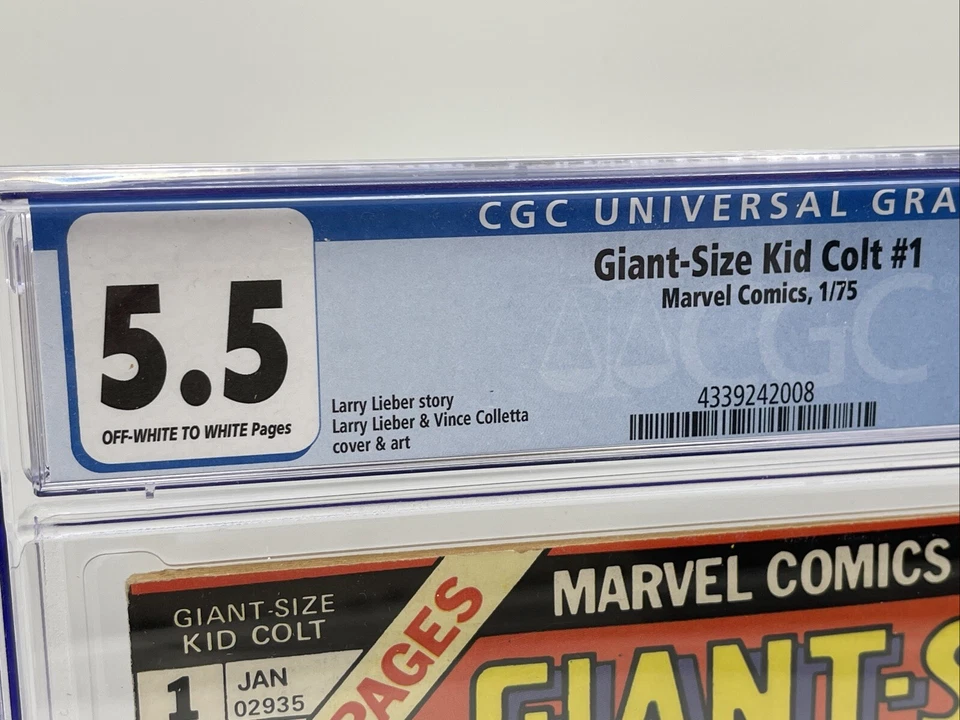 CGC UNIVERSAL GRA
Giant-Size Kid Colt #1
Marvel Comics, 1/75
CGC
5.5
OFF-WHITE TO WHITE Pages
Larry Lieber story
Larry Lieber & Vince Colletta
cover & art
4339242008
MARVEL COMICS
GIANT-SIZE
KID COLT
1
JAN
02935
PAGES
GIANT-S